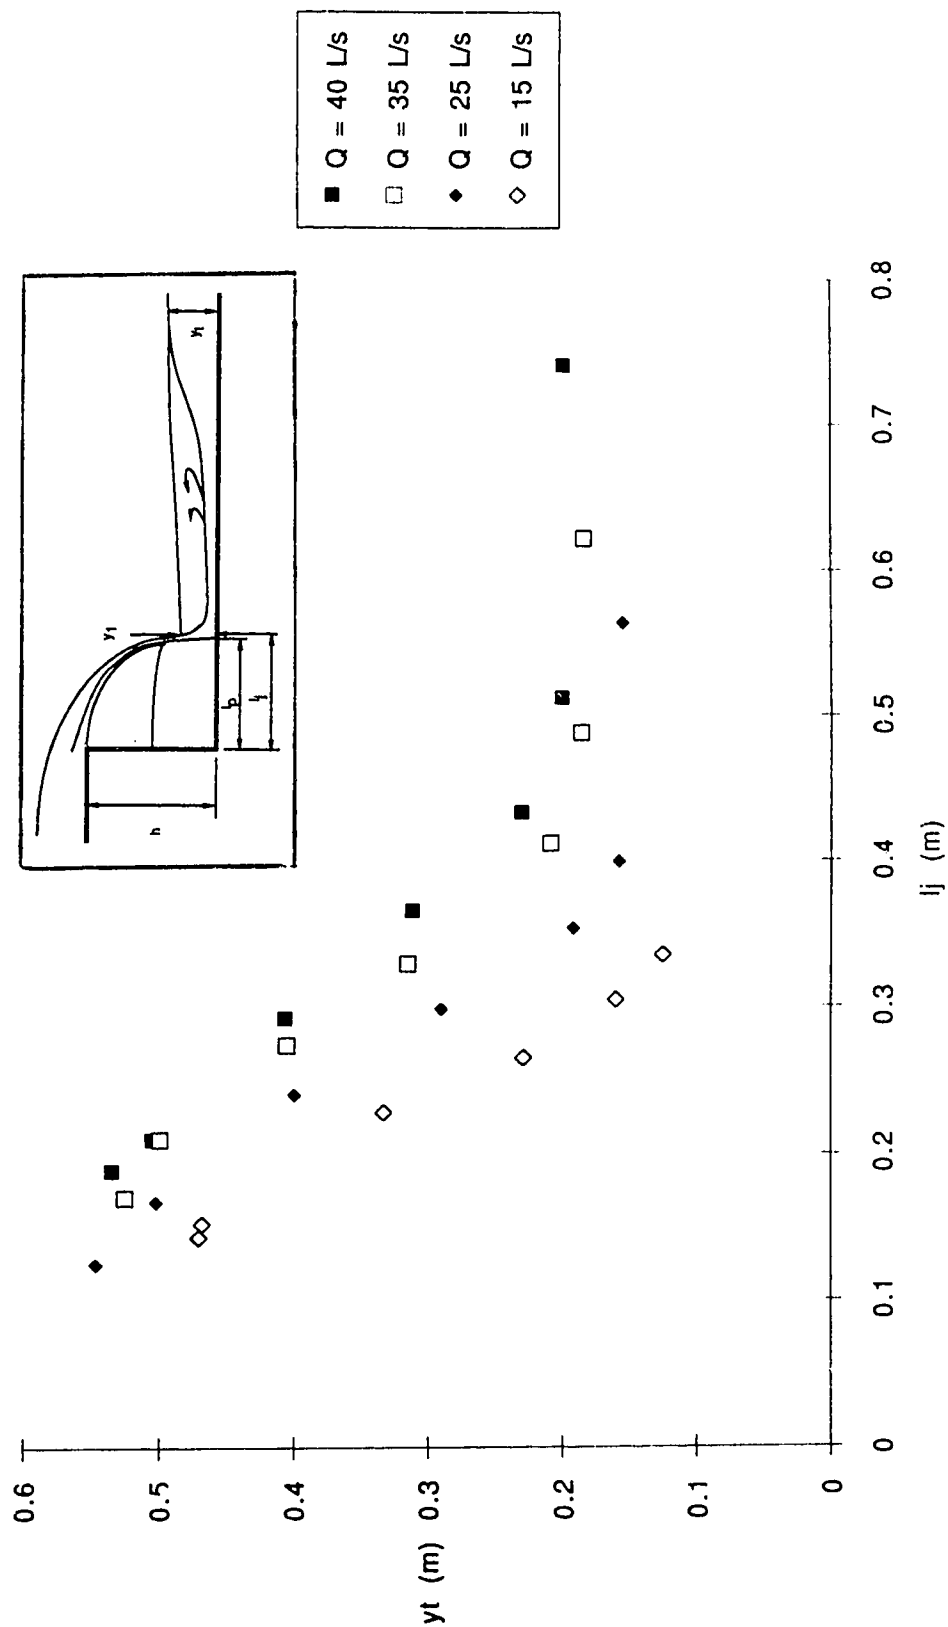 yt (m)
0.6
0.5
0.4
0.3
0.2
0.1
0
0
0.1
0.2
0.3
0.4
0.5
0.6
0.7
0.8
lj (m)
h
y1
lp
lj
yt
Q = 40 L/s
Q = 35 L/s
Q = 25 L/s
Q = 15 L/s